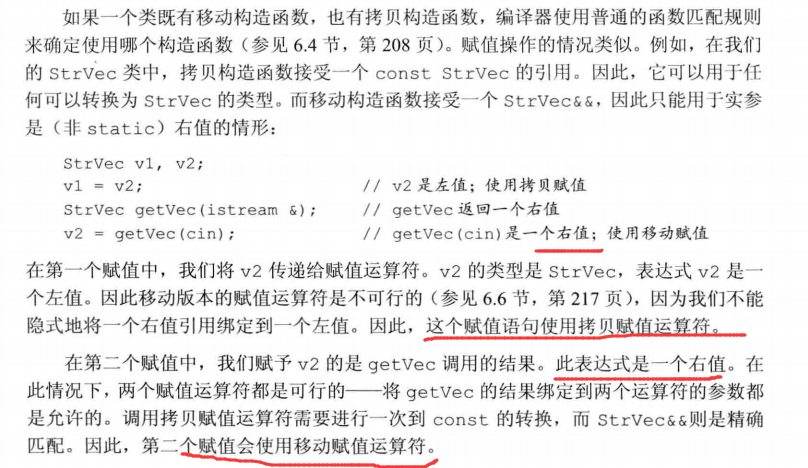 如果一个类既有移动构造函数，也有拷贝构造函数，编译器使用普通的函数匹配规则
来确定使用哪个构造函数（参见 6.4 节，第 208 页）。赋值操作的情况类似。例如，在我们
的 StrVec 类中，拷贝构造函数接受一个 const StrVec 的引用。因此，它可以用于任
何可以转换为 StrVec 的类型。而移动构造函数接受一个 StrVec&&，因此只能用于实参
是（非 static）右值的情形：
StrVec v1, v2;
v1 = v2; // v2 是左值；使用拷贝赋值
StrVec getVec(istream &); // getVec 返回一个右值
v2 = getVec(cin); // getVec(cin)是一个右值；使用移动赋值
在第一个赋值中，我们将 v2 传递给赋值运算符。v2 的类型是 StrVec，表达式 v2 是一
个左值。因此移动版本的赋值运算符是不可行的（参见 6.6 节，第 217 页），因为我们不能
隐式地将一个右值引用绑定到一个左值。因此，这个赋值语句使用拷贝赋值运算符。
在第二个赋值中，我们赋予 v2 的是 getVec 调用的结果。此表达式是一个右值。在
此情况下，两个赋值运算符都是可行的——将 getVec 的结果绑定到两个运算符的参数都
是允许的。调用拷贝赋值运算符需要进行一次到 const 的转换，而 StrVec&&则是精确
匹配。因此，第二个赋值会使用移动赋值运算符。